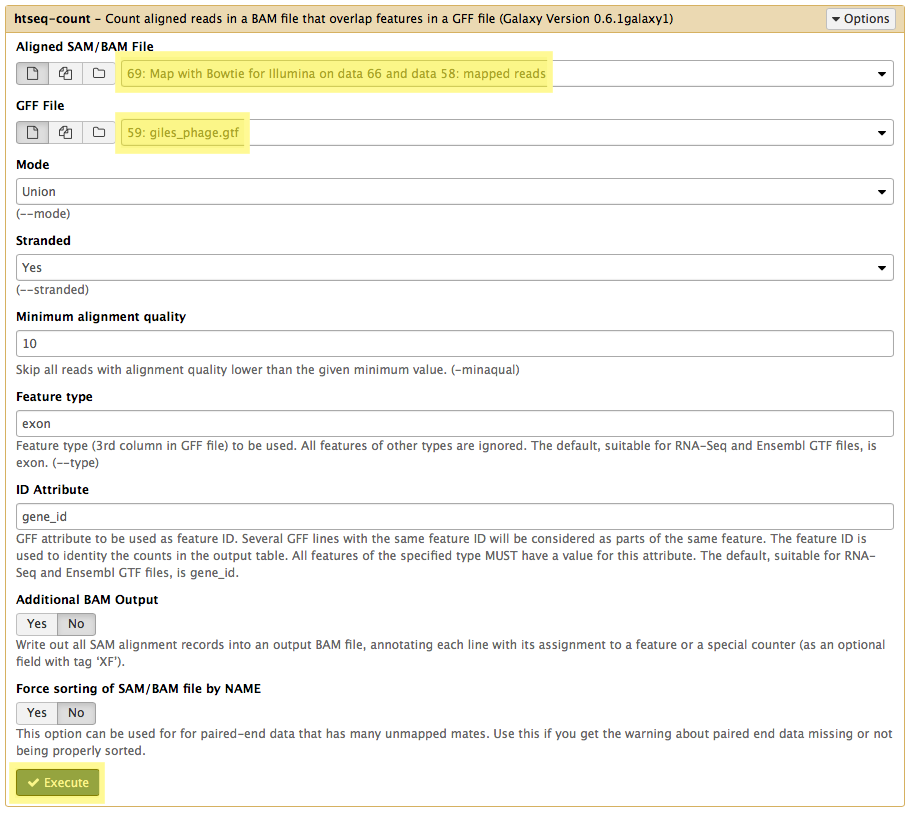 htseq-count - Count aligned reads in a BAM file that overlap features in a GFF file (Galaxy Version 0.6.1galaxy1)
Options
Aligned SAM/BAM File
69: Map with Bowtie for Illumina on data 66 and data 58: mapped reads
GFF File
59: giles_phage.gtf
Mode
Union
(--mode)
Stranded
Yes
(--stranded)
Minimum alignment quality
10
Skip all reads with alignment quality lower than the given minimum value. (-minaqual)
Feature type
exon
Feature type (3rd column in GFF file) to be used. All features of other types are ignored. The default, suitable for RNA-Seq and Ensembl GTF files, is
exon. (--type)
ID Attribute
gene_id
GFF attribute to be used as feature ID. Several GFF lines with the same feature ID will be considered as parts of the same feature. The feature ID is
used to identity the counts in the output table. All features of the specified type MUST have a value for this attribute. The default, suitable for RNA-
Seq and Ensembl GTF files, is gene_id.
Additional BAM Output
Yes No
Write out all SAM alignment records into an output BAM file, annotating each line with its assignment to a feature or a special counter (as an optional
field with tag ‘XF’).
Force sorting of SAM/BAM file by NAME
Yes No
This option can be used for for paired-end data that has many unmapped mates. Use this if you get the warning about paired end data missing or not
being properly sorted.
Execute